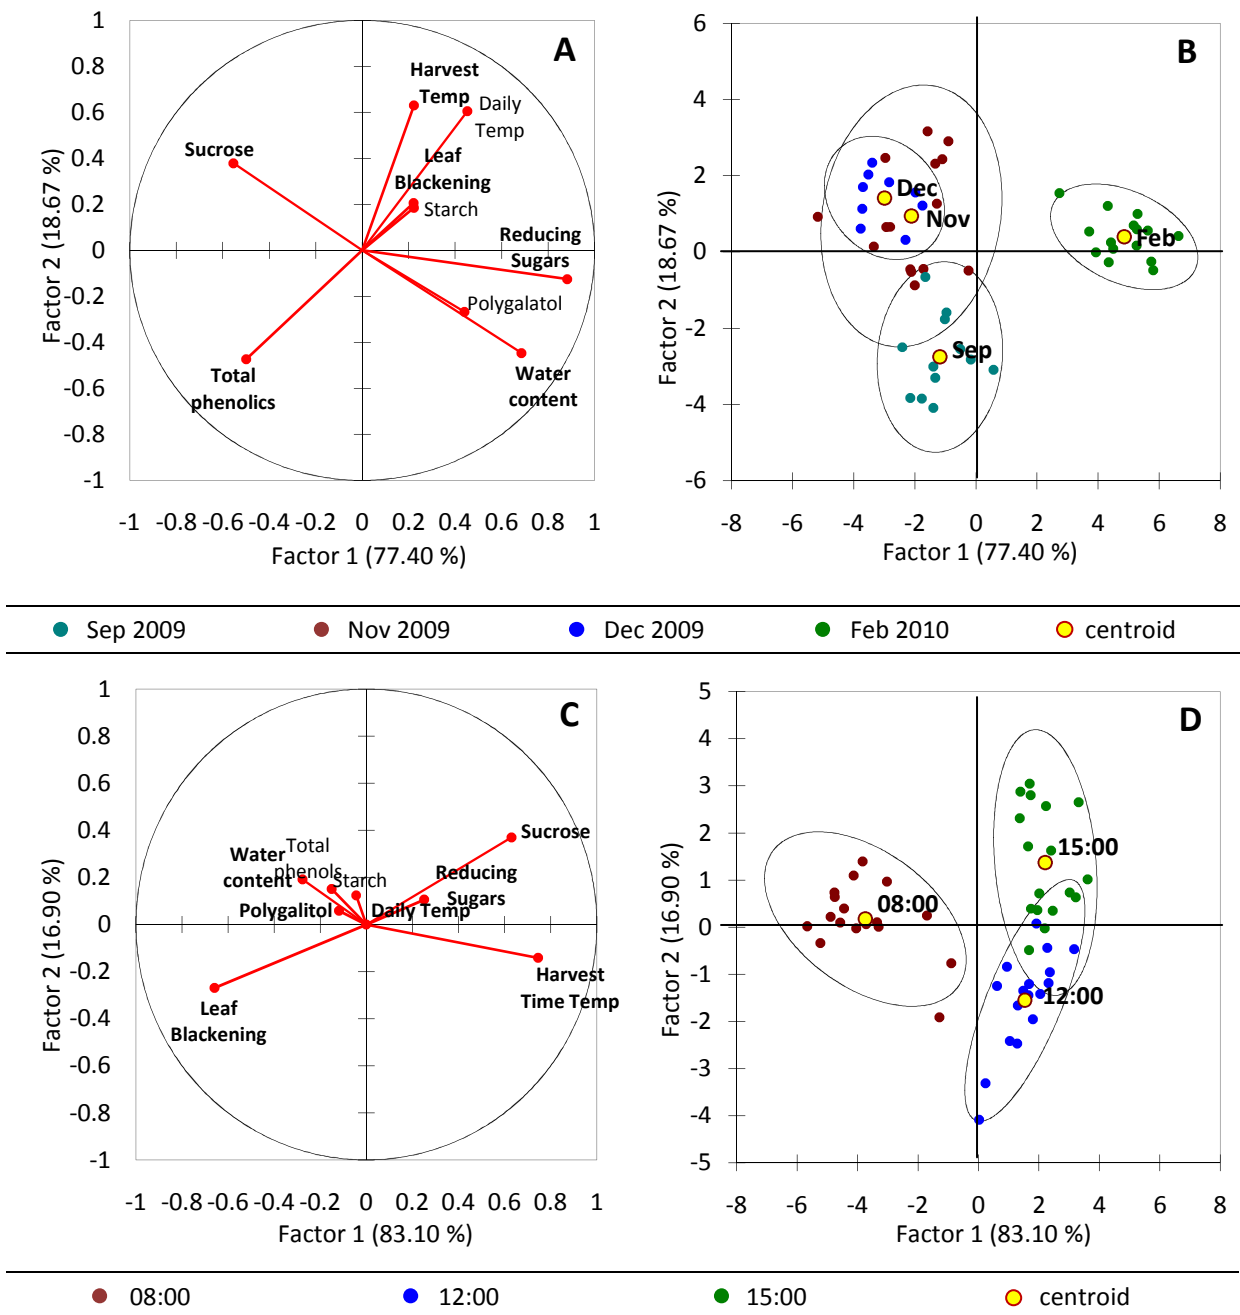 A
1
0.8
0.6
0.4
0.2
0
-0.2
-0.4
-0.6
-0.8
-1
Factor 2 (18.67 %)
Harvest
Temp
Daily
Temp
Sucrose
Leaf
Blackening
Starch
Reducing
Sugars
Polygalatol
Total
phenolics
Water
content
-1 -0.8 -0.6 -0.4 -0.2 0 0.2 0.4 0.6 0.8 1
Factor 1 (77.40 %)
B
6
4
2
0
-2
-4
-6
Factor 2 (18.67 %)
Dec
Nov
Feb
Sep
-8 -6 -4 -2 0 2 4 6 8
Factor 1 (77.40 %)
Sep 2009 Nov 2009 Dec 2009 Feb 2010 centroid
C
1
0.8
0.6
0.4
0.2
0
-0.2
-0.4
-0.6
-0.8
-1
Factor 2 (16.90 %)
Sucrose
Total
phenols
Water
content
Starch
Reducing
Sugars
Polygalitol
Daily Temp
Harvest
Time Temp
Leaf
Blackening
-1 -0.8 -0.6 -0.4 -0.2 0 0.2 0.4 0.6 0.8 1
Factor 1 (83.10 %)
D
5
4
3
2
1
0
-1
-2
-3
-4
-5
Factor 2 (16.90 %)
15:00
08:00
12:00
-8 -6 -4 -2 0 2 4 6 8
Factor 1 (83.10 %)
08:00 12:00 15:00 centroid